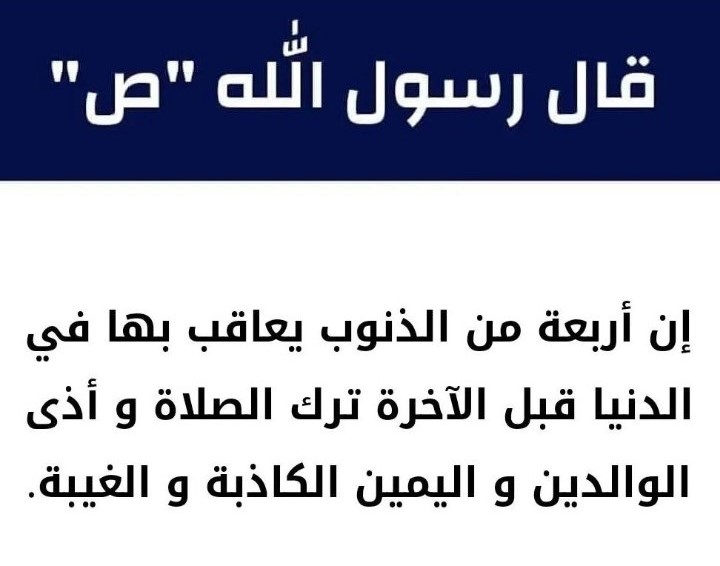 قال رسول الله "ص"
إن أربعة من الذنوب يعاقب بها في
الدنيا قبل الآخرة ترك الصلاة و أذى
الوالدين و اليمين الكاذبة و الغيبة.